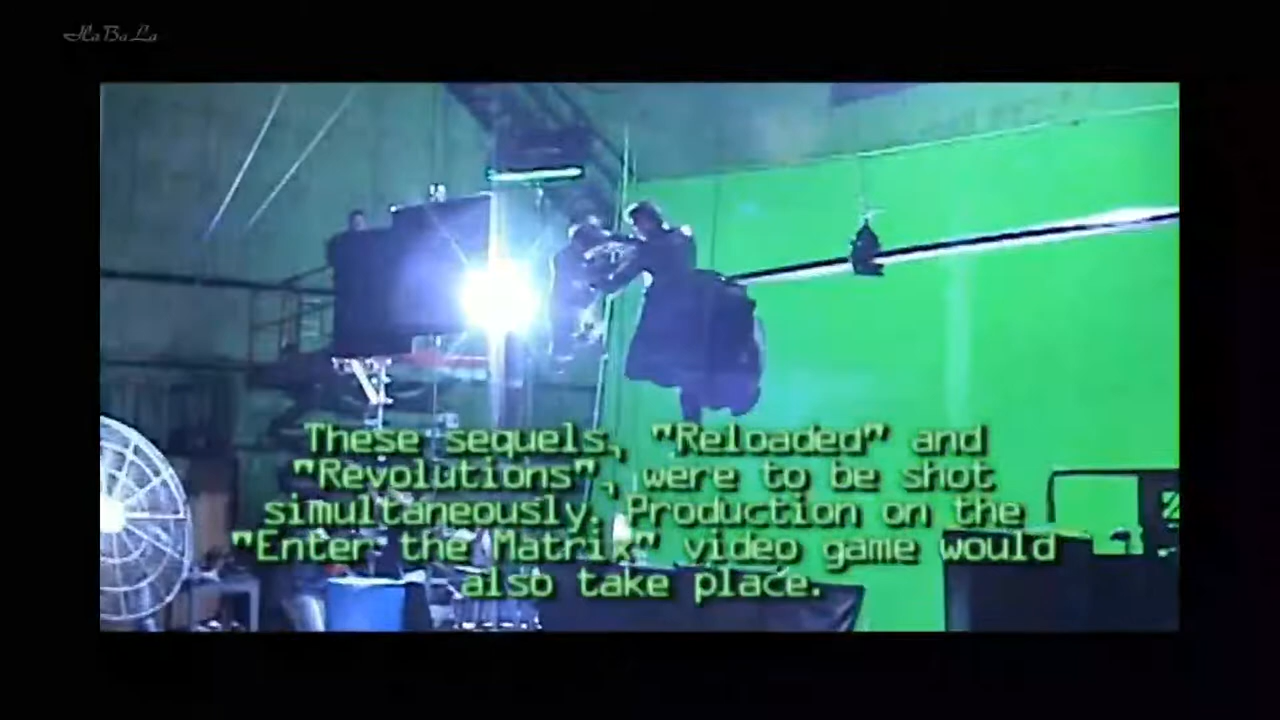 HaBaLa
These sequels, "Reloaded" and
"Revolutions", were to be shot
simultaneously. Production on the
"Enter the Matrix" video game would
also take place.